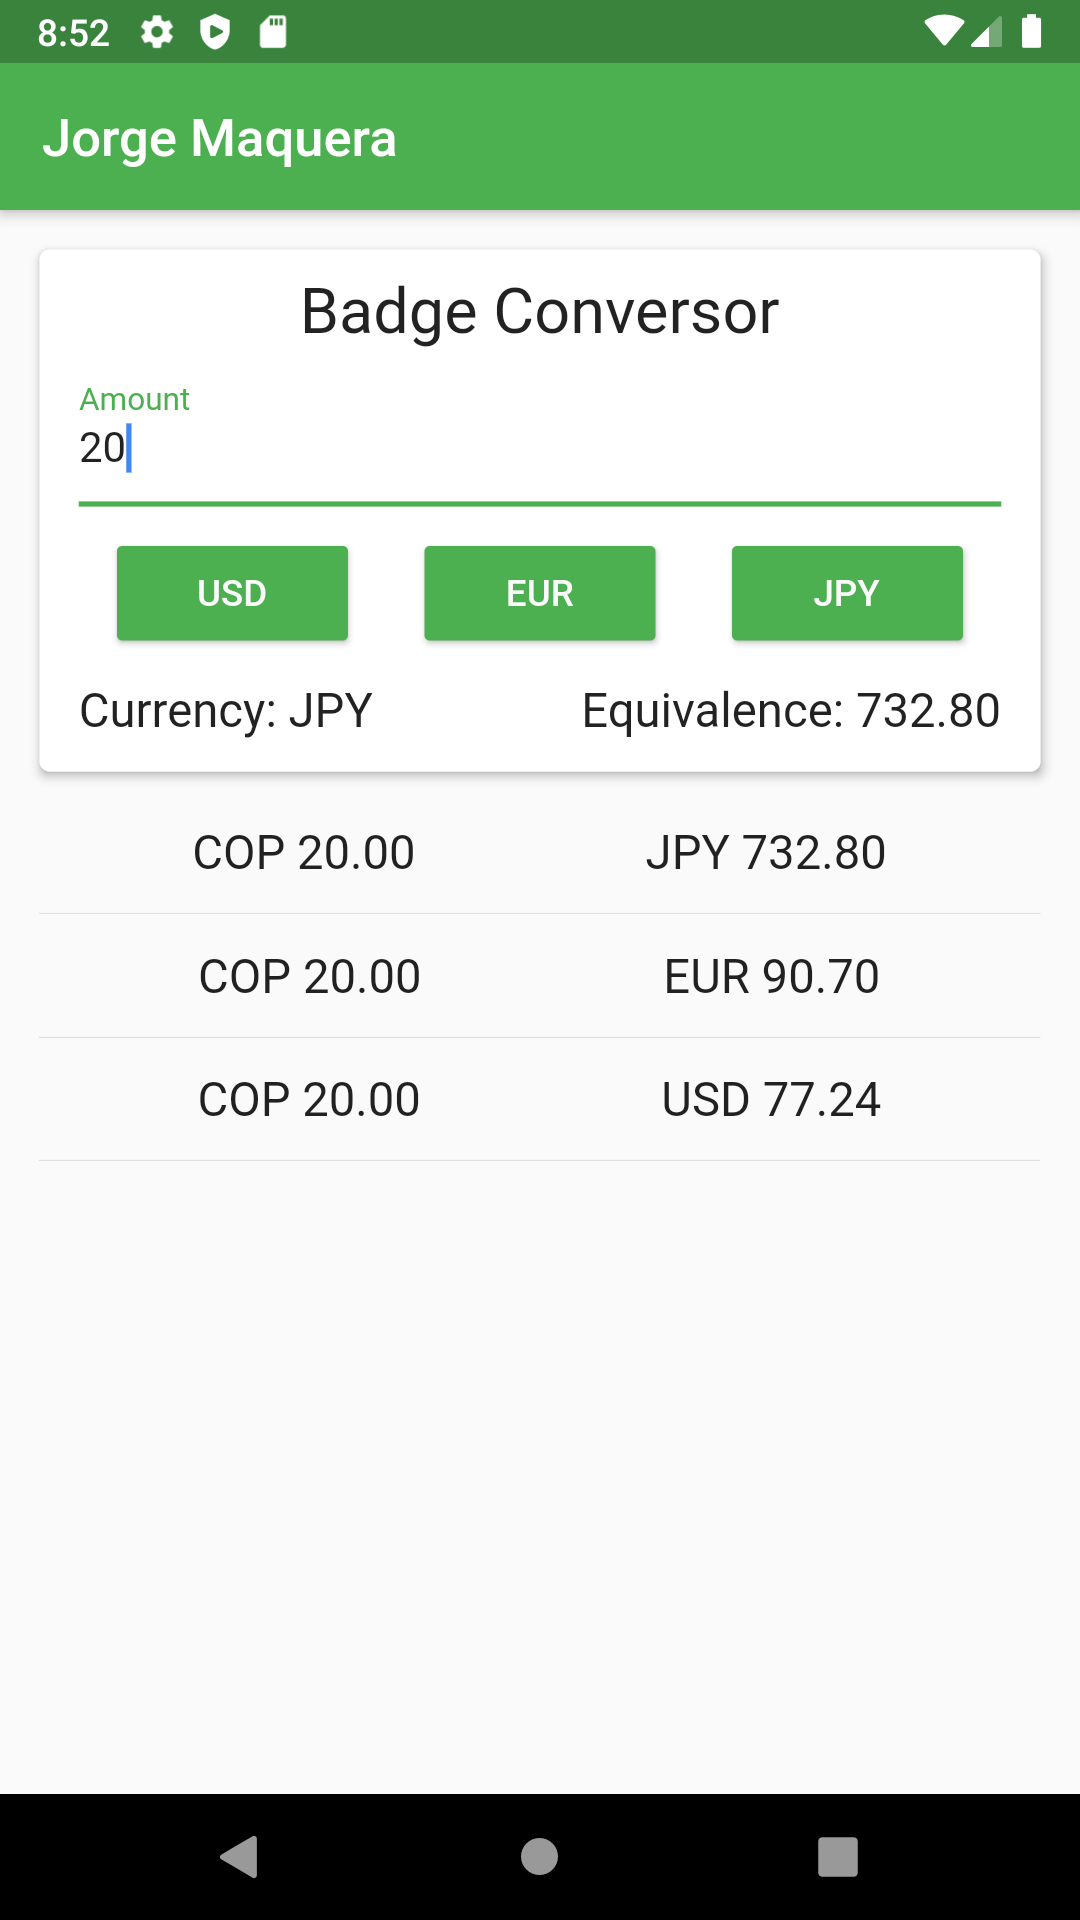 8:52
Jorge Maquera
Badge Conversor
Amount
20
USD EUR JPY
Currency: JPY Equivalence: 732.80
COP 20.00 JPY 732.80
COP 20.00 EUR 90.70
COP 20.00 USD 77.24